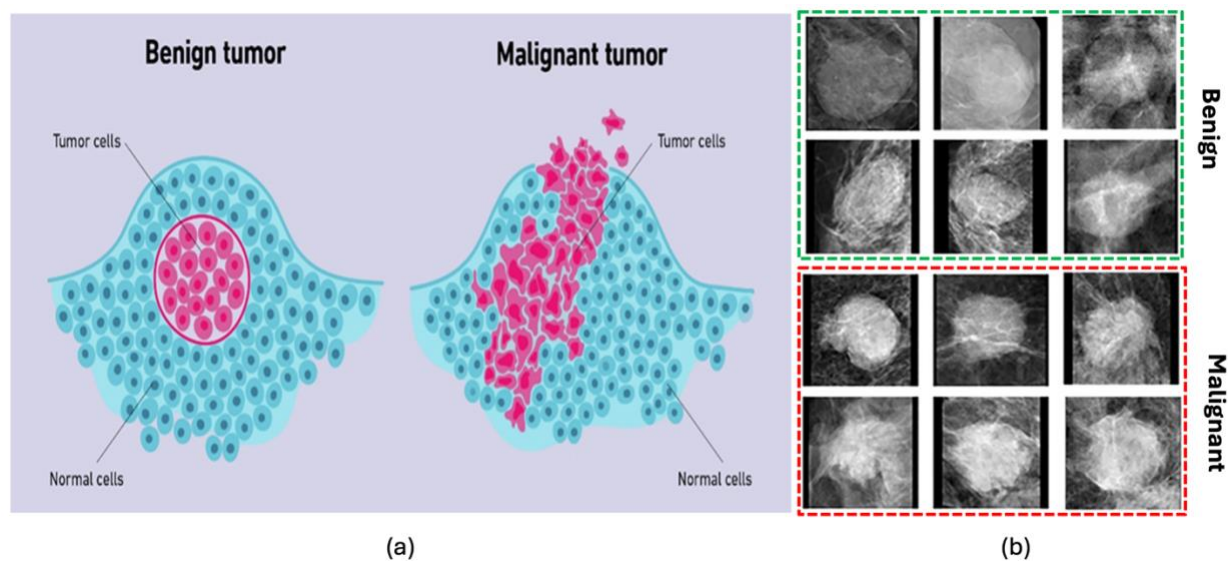 Benign tumor
Malignant tumor
Tumor cells
Tumor cells
Normal cells
Normal cells
Benign
Malignant
(a)
(b)